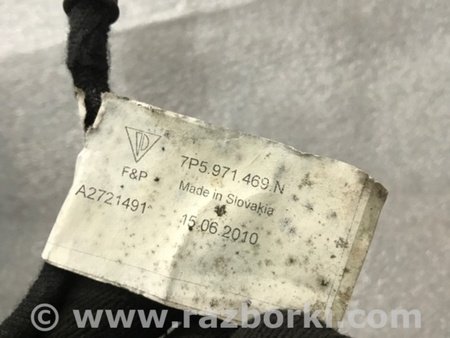 7P5.971.469.N
F&P
Made in Slovakia
A2721491
15.06.2010
© www.razborki.com